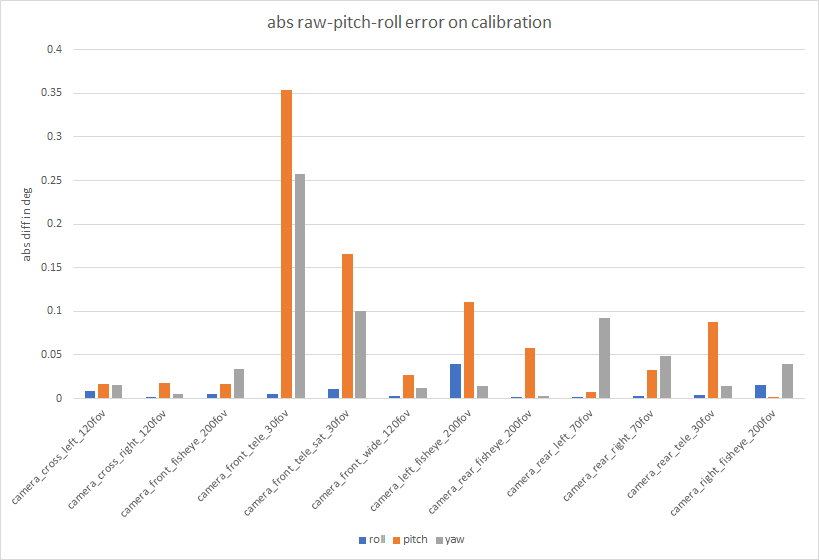 abs raw-pitch-roll error on calibration
abs diff in deg
0.4
0.35
0.3
0.25
0.2
0.15
0.1
0.05
0
camera_cross_left_120fov
camera_cross_right_120fov
camera_front_fisheye_200fov
camera_front_tele_30fov
camera_front_tele_sat_30fov
camera_front_wide_120fov
camera_left_fisheye_200fov
camera_rear_fisheye_200fov
camera_rear_left_70fov
camera_rear_right_70fov
camera_rear_tele_30fov
camera_right_fisheye_200fov
roll pitch yaw